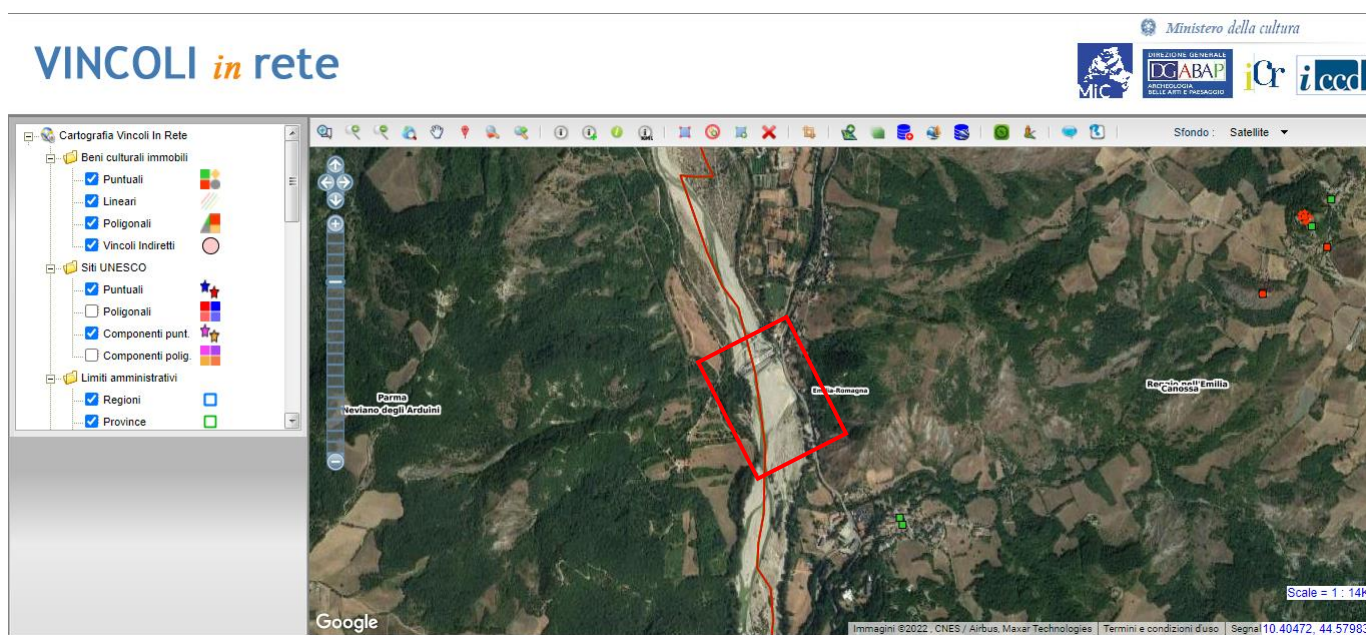 Ministero della cultura
VINCOLI in rete
MiC
DIREZIONE GENERALE
DGABAP
ARCHEOLOGIA
BELLE ARTI E PAESAGGIO
iCr
iccd
Cartografia Vincoli In Rete
Beni culturali immobili
Puntuali
Lineari
Poligonali
Vincoli Indiretti
Siti UNESCO
Puntuali
Poligonali
Componenti punt.
Componenti polig.
Limiti amministrativi
Regioni
Province
Sfondo : Satellite
Parma
Neviano degli Arduini
Emilia-Romagna
Reggio nell'Emilia
Canossa
Scale = 1 : 14K
Google
Immagini ©2022 , CNES / Airbus, Maxar Technologies
Termini e condizioni d'uso
Segnal
10.40472, 44.57983